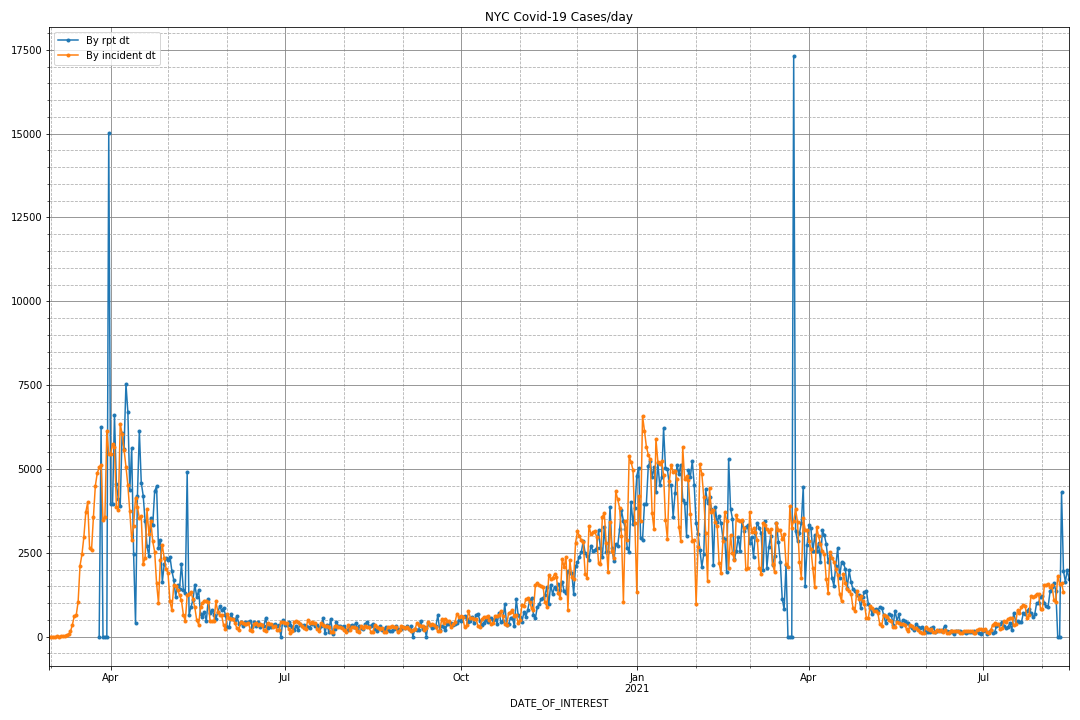 NYC Covid-19 Cases/day
By rpt dt
By incident dt
17500
15000
12500
10000
7500
5000
2500
0
Apr Jul Oct Jan Apr Jul
2021
DATE_OF_INTEREST